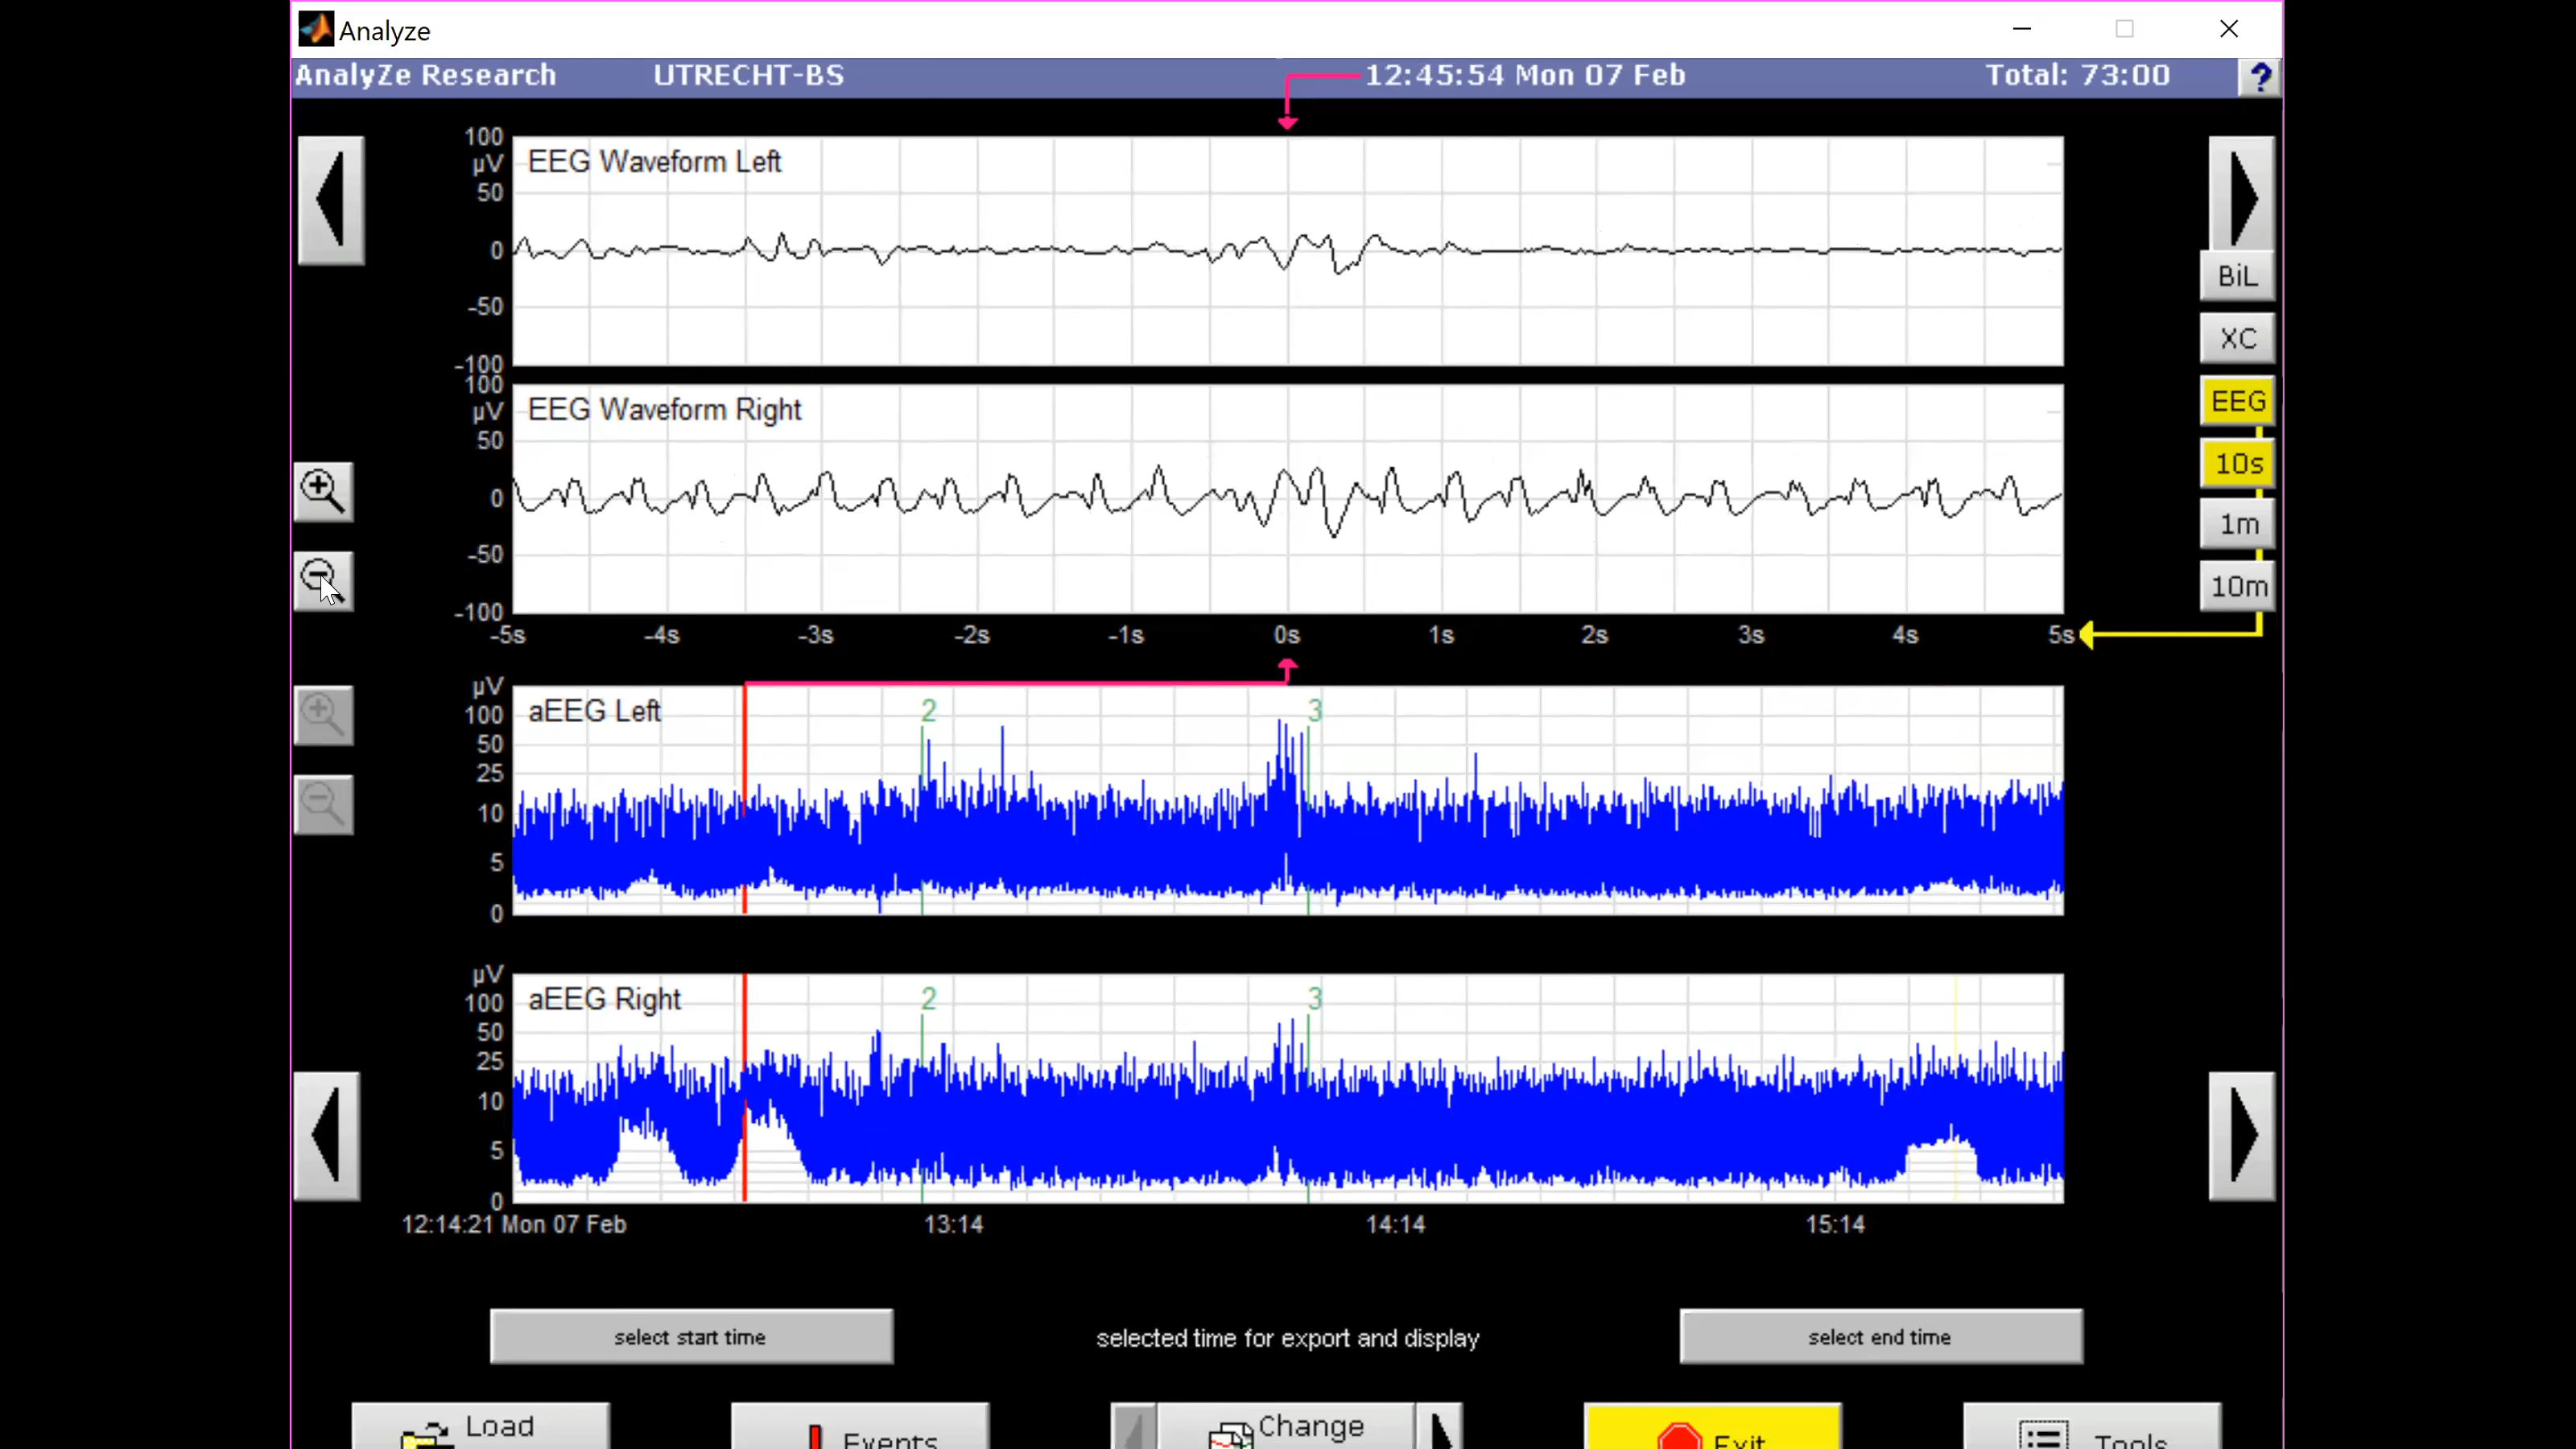 Analyze
AnalyZe Research UTRECHT-BS 12:45:54 Mon 07 Feb Total: 73:00 ?
100
µV
50
0
-50
-100
EEG Waveform Left
BiL
XC
EEG
10s
1m
10m
100
µV
50
0
-50
-100
EEG Waveform Right
-5s -4s -3s -2s -1s 0s 1s 2s 3s 4s 5s
µV
100
50
25
10
5
0
aEEG Left 2 3
µV
100
50
25
10
5
0
aEEG Right 2 3
12:14:21 Mon 07 Feb 13:14 14:14 15:14
select start time selected time for export and display select end time
Load Events Change Exit Tools